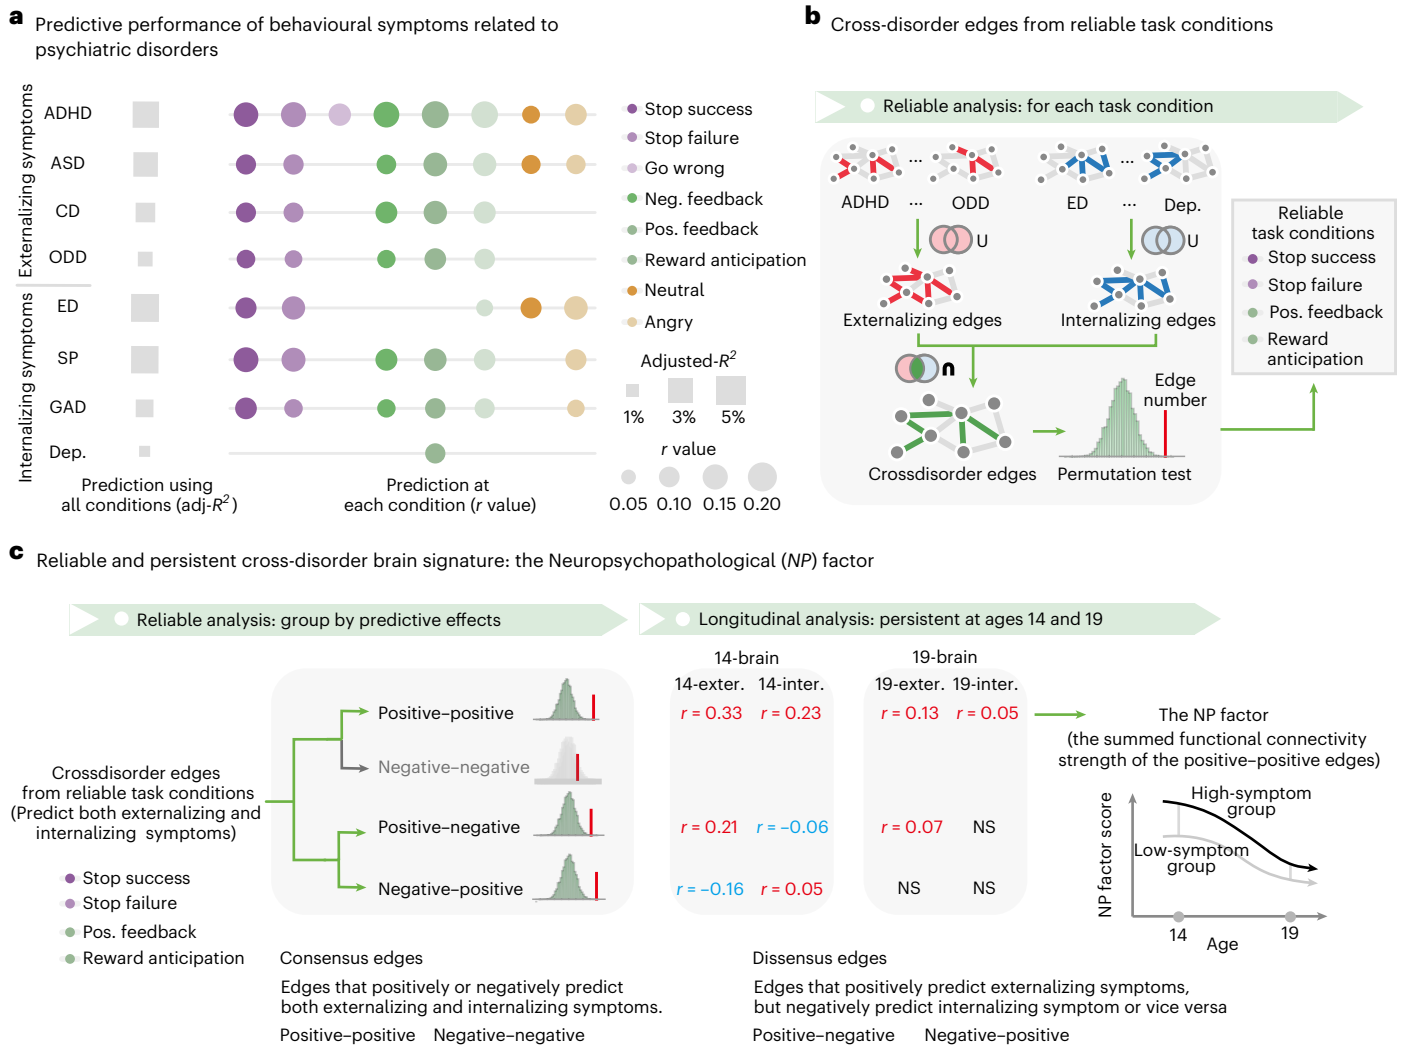 a
Predictive performance of behavioural symptoms related to
psychiatric disorders
Externalizing symptoms
Internalizing symptoms
ADHD
ASD
CD
ODD
ED
SP
GAD
Dep.
Prediction using
all conditions (adj-R²)
Prediction at
each condition (r value)
Stop success
Stop failure
Go wrong
Neg. feedback
Pos. feedback
Reward anticipation
Neutral
Angry
Adjusted-R²
1% 3% 5%
r value
0.05 0.10 0.15 0.20
b
Cross-disorder edges from reliable task conditions
Reliable analysis: for each task condition
... ...
ADHD ... ODD ED ... Dep.
U U
Externalizing edges Internalizing edges
∩
Edge
number
Crossdisorder edges Permutation test
Reliable
task conditions
Stop success
Stop failure
Pos. feedback
Reward
anticipation
c
Reliable and persistent cross-disorder brain signature: the Neuropsychopathological (NP) factor
Reliable analysis: group by predictive effects
Longitudinal analysis: persistent at ages 14 and 19
Crossdisorder edges
from reliable task conditions
(Predict both externalizing and
internalizing symptoms)
Stop success
Stop failure
Pos. feedback
Reward anticipation
Positive–positive
Negative–negative
Positive–negative
Negative–positive
14-brain 19-brain
14-exter. 14-inter. 19-exter. 19-inter.
r = 0.33 r = 0.23 r = 0.13 r = 0.05
r = 0.21 r = –0.06 r = 0.07 NS
r = –0.16 r = 0.05 NS NS
The NP factor
(the summed functional connectivity
strength of the positive–positive edges)
NP factor score
High-symptom
group
Low-symptom
group
14 19
Age
Consensus edges
Edges that positively or negatively predict
both externalizing and internalizing symptoms.
Positive–positive Negative–negative
Dissensus edges
Edges that positively predict externalizing symptoms,
but negatively predict internalizing symptom or vice versa
Positive–negative Negative–positive